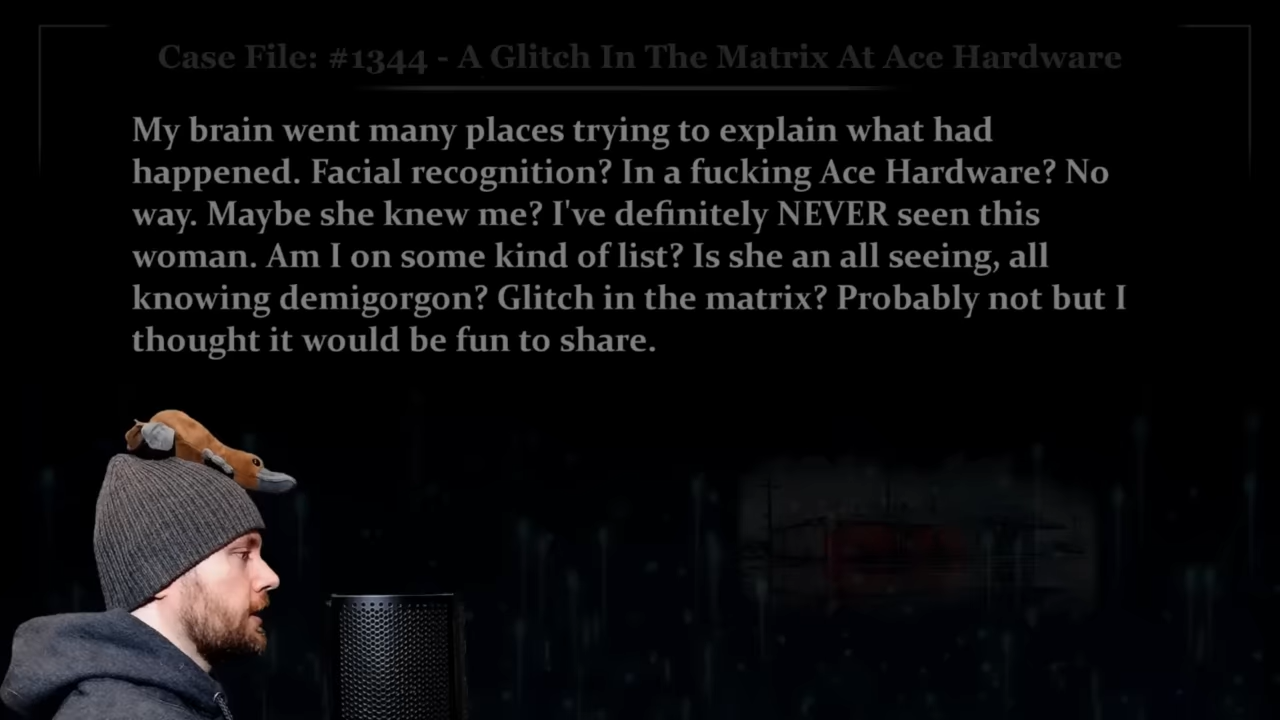 Case File: #1344 - A Glitch In The Matrix At Ace Hardware
My brain went many places trying to explain what had
happened. Facial recognition? In a fucking Ace Hardware? No
way. Maybe she knew me? I've definitely NEVER seen this
woman. Am I on some kind of list? Is she an all seeing, all
knowing demigorgon? Glitch in the matrix? Probably not but I
thought it would be fun to share.